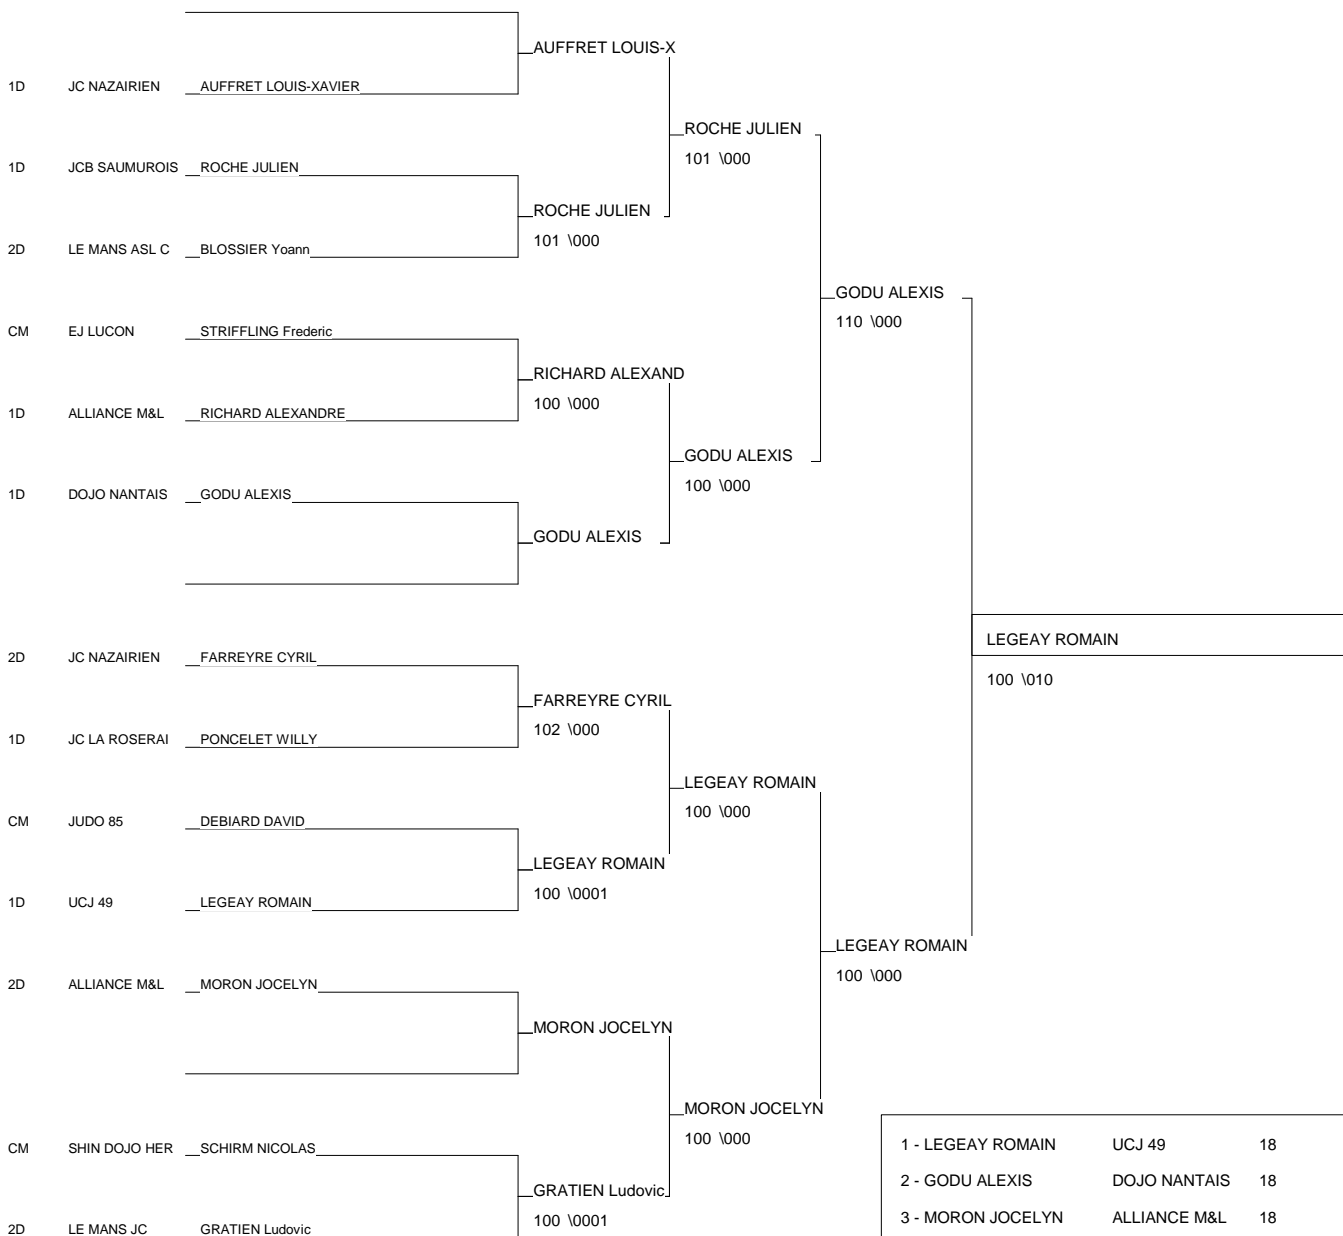 AUFFRET LOUIS-X
1D JC NAZAIRIEN AUFFRET LOUIS-XAVIER
ROCHE JULIEN
101 \000
1D JCB SAUMUROIS ROCHE JULIEN
ROCHE JULIEN
101 \000
2D LE MANS ASL C BLOSSIER Yoann
GODU ALEXIS
110 \000
CM EJ LUCON STRIFFLING Frederic
RICHARD ALEXAND
100 \000
1D ALLIANCE M&L RICHARD ALEXANDRE
GODU ALEXIS
100 \000
1D DOJO NANTAIS GODU ALEXIS
GODU ALEXIS
LEGEAY ROMAIN
100 \010
2D JC NAZAIRIEN FARREYRE CYRIL
FARREYRE CYRIL
102 \000
1D JC LA ROSERAI PONCELET WILLY
LEGEAY ROMAIN
100 \000
CM JUDO 85 DEBIARD DAVID
LEGEAY ROMAIN
100 \0001
1D UCJ 49 LEGEAY ROMAIN
LEGEAY ROMAIN
100 \000
2D ALLIANCE M&L MORON JOCELYN
MORON JOCELYN
MORON JOCELYN
100 \000
CM SHIN DOJO HER SCHIRM NICOLAS
GRATIEN Ludovic
100 \0001
2D LE MANS JC GRATIEN Ludovic
1 - LEGEAY ROMAIN UCJ 49 18
2 - GODU ALEXIS DOJO NANTAIS 18
3 - MORON JOCELYN ALLIANCE M&L 18